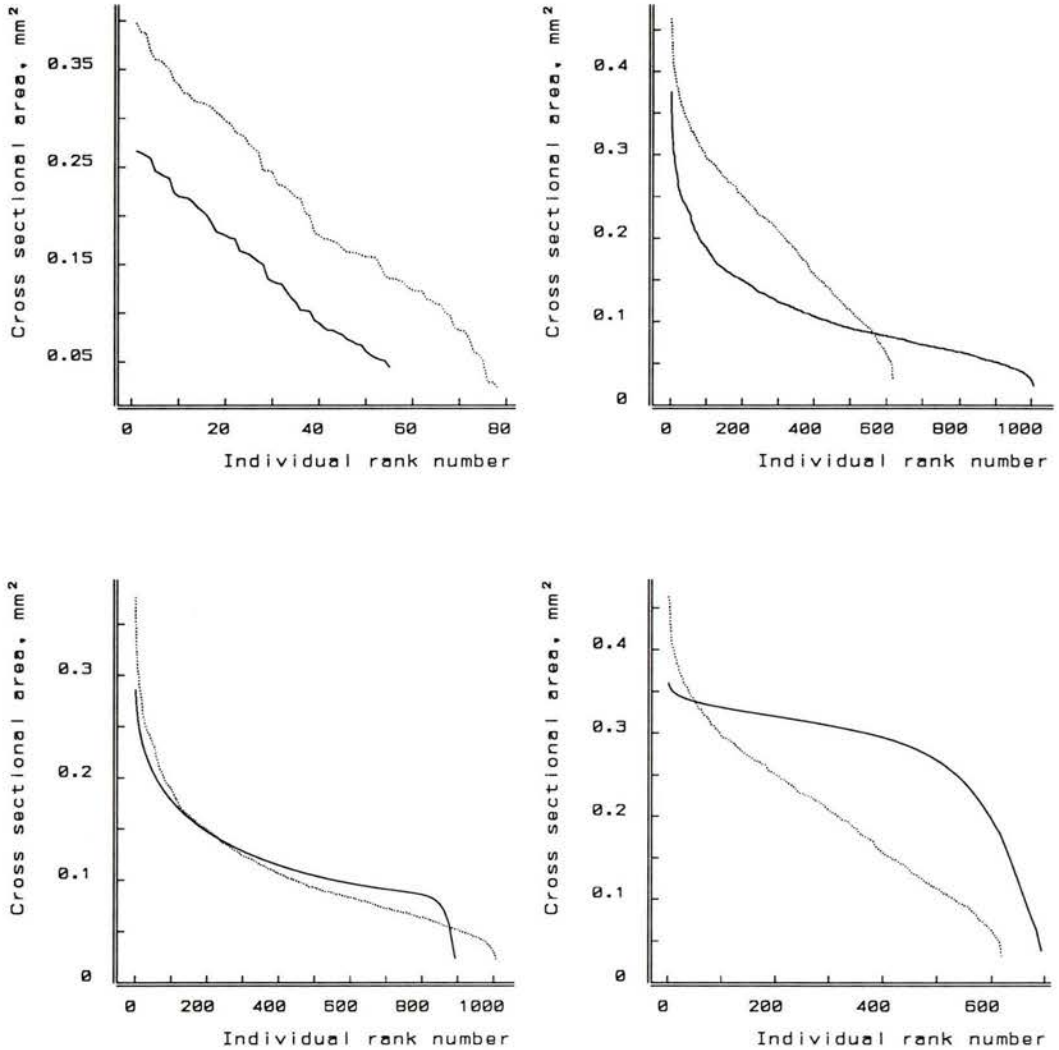 Cross sectional area, mm²
0.35
0.25
0.15
0.05
0 20 40 60 80
Individual rank number
Cross sectional area, mm²
0.4
0.3
0.2
0.1
0
0 200 400 600 800 1000
Individual rank number
Cross sectional area, mm²
0.3
0.2
0.1
0
0 200 400 600 800 1000
Individual rank number
Cross sectional area, mm²
0.4
0.3
0.2
0.1
0
0 200 400 600
Individual rank number